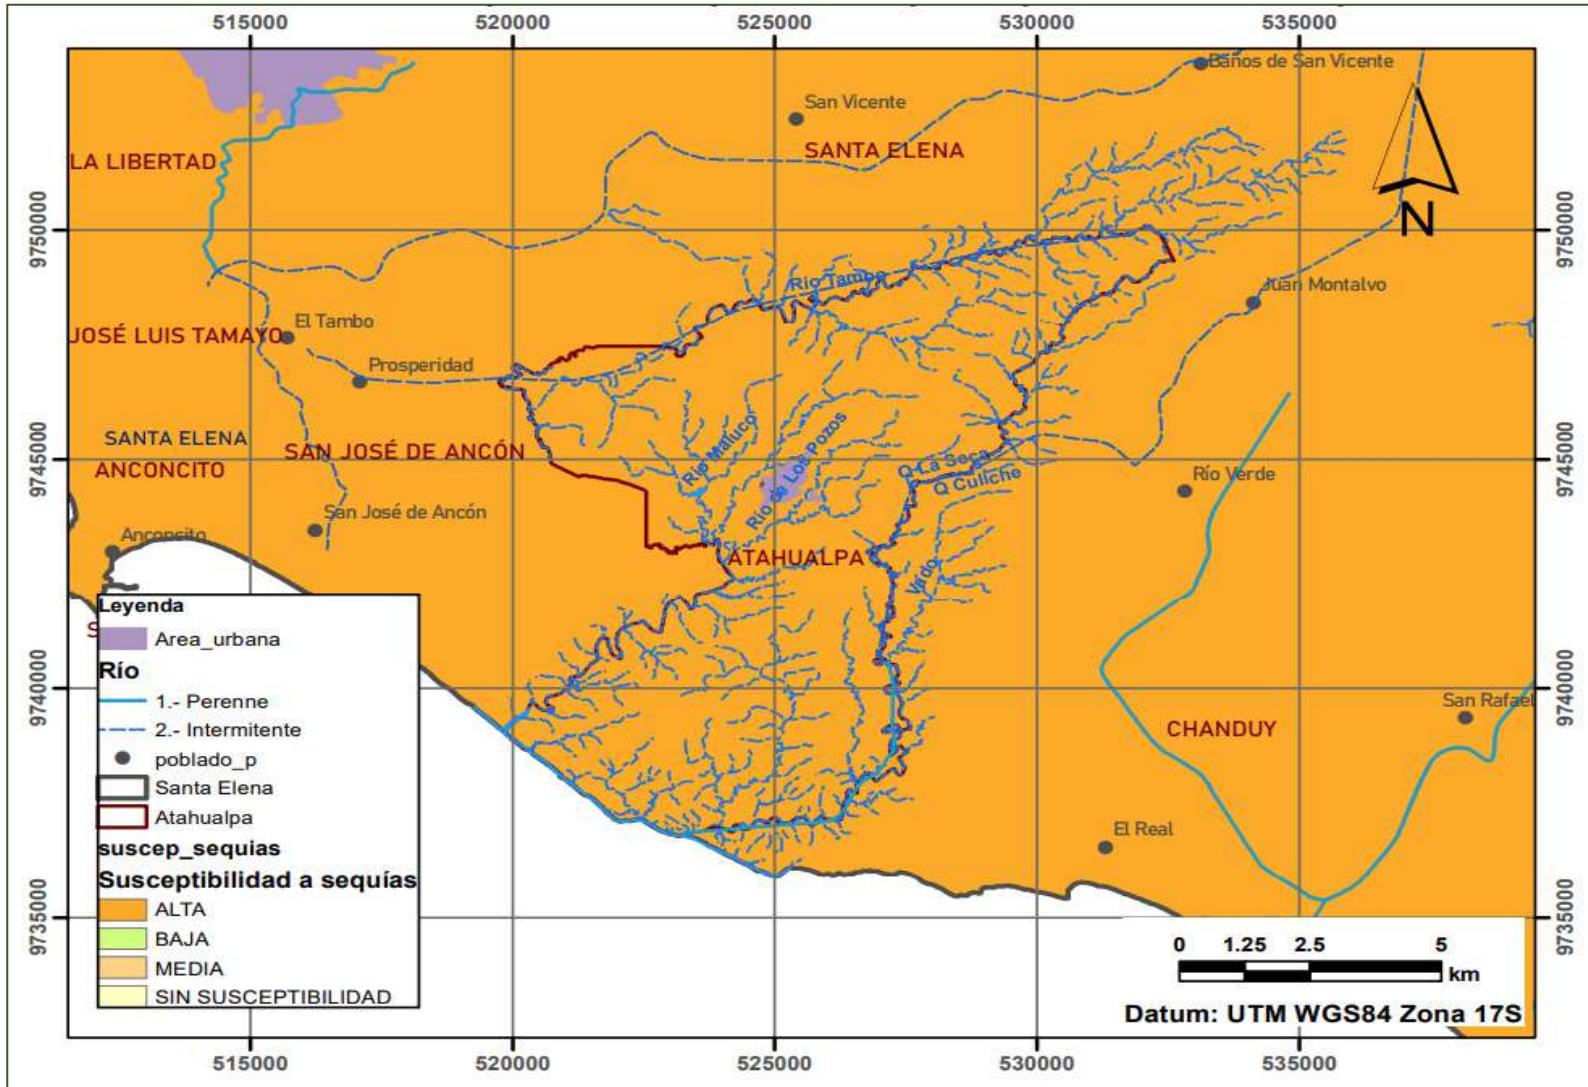 515000 520000 525000 530000 535000
Baños de San Vicente
San Vicente
SANTA ELENA
LA LIBERTAD
N
9750000 9750000
Río Tambo
Juan Montalvo
El Tambo
JOSÉ LUIS TAMAYO
Prosperidad
Río Maluco
Río de Los Pozos
SANTA ELENA
SAN JOSÉ DE ANCÓN
ANCONCITO
9745000 9745000
Q La Seca
Q Culiche
Río Verde
San José de Ancón
Anconcito
ATAHUALPA
Vado
Leyenda
S
Area_urbana
Río
1.- Perenne
2.- Intermitente
poblado_p
Santa Elena
Atahualpa
suscep_sequias
Susceptibilidad a sequías
ALTA
BAJA
MEDIA
SIN SUSCEPTIBILIDAD
9740000 9740000
San Rafael
CHANDUY
El Real
9735000 9735000
0 1.25 2.5 5
km
Datum: UTM WGS84 Zona 17S
515000 520000 525000 530000 535000